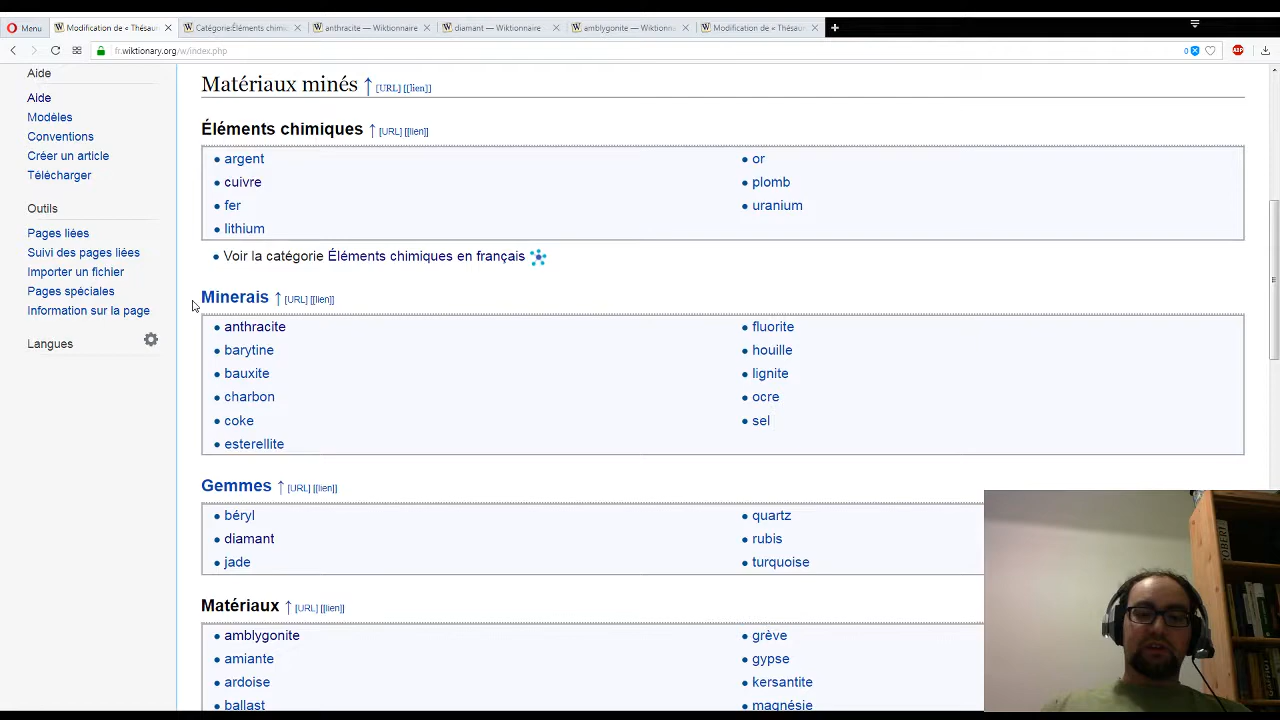 Menu
Modification de « Thésau
Catégorie:Éléments chimi
anthracite — Wiktionnaire
diamant — Wiktionnaire
amblygonite — Wiktionn
Modification de « Thésau
fr.wiktionary.org/w/index.php
0
ABP
Aide
Aide
Modèles
Conventions
Créer un article
Télécharger
Outils
Pages liées
Suivi des pages liées
Importer un fichier
Pages spéciales
Information sur la page
Langues
Matériaux minés ↑ [URL] [[lien]]
Éléments chimiques ↑ [URL] [[lien]]
argent
cuivre
fer
lithium
or
plomb
uranium
Voir la catégorie Éléments chimiques en français
Minerais ↑ [URL] [[lien]]
anthracite
barytine
bauxite
charbon
coke
esterellite
fluorite
houille
lignite
ocre
sel
Gemmes ↑ [URL] [[lien]]
béryl
diamant
jade
quartz
rubis
turquoise
Matériaux ↑ [URL] [[lien]]
amblygonite
amiante
ardoise
ballast
grève
gypse
kersantite
magnésie
ROBERT